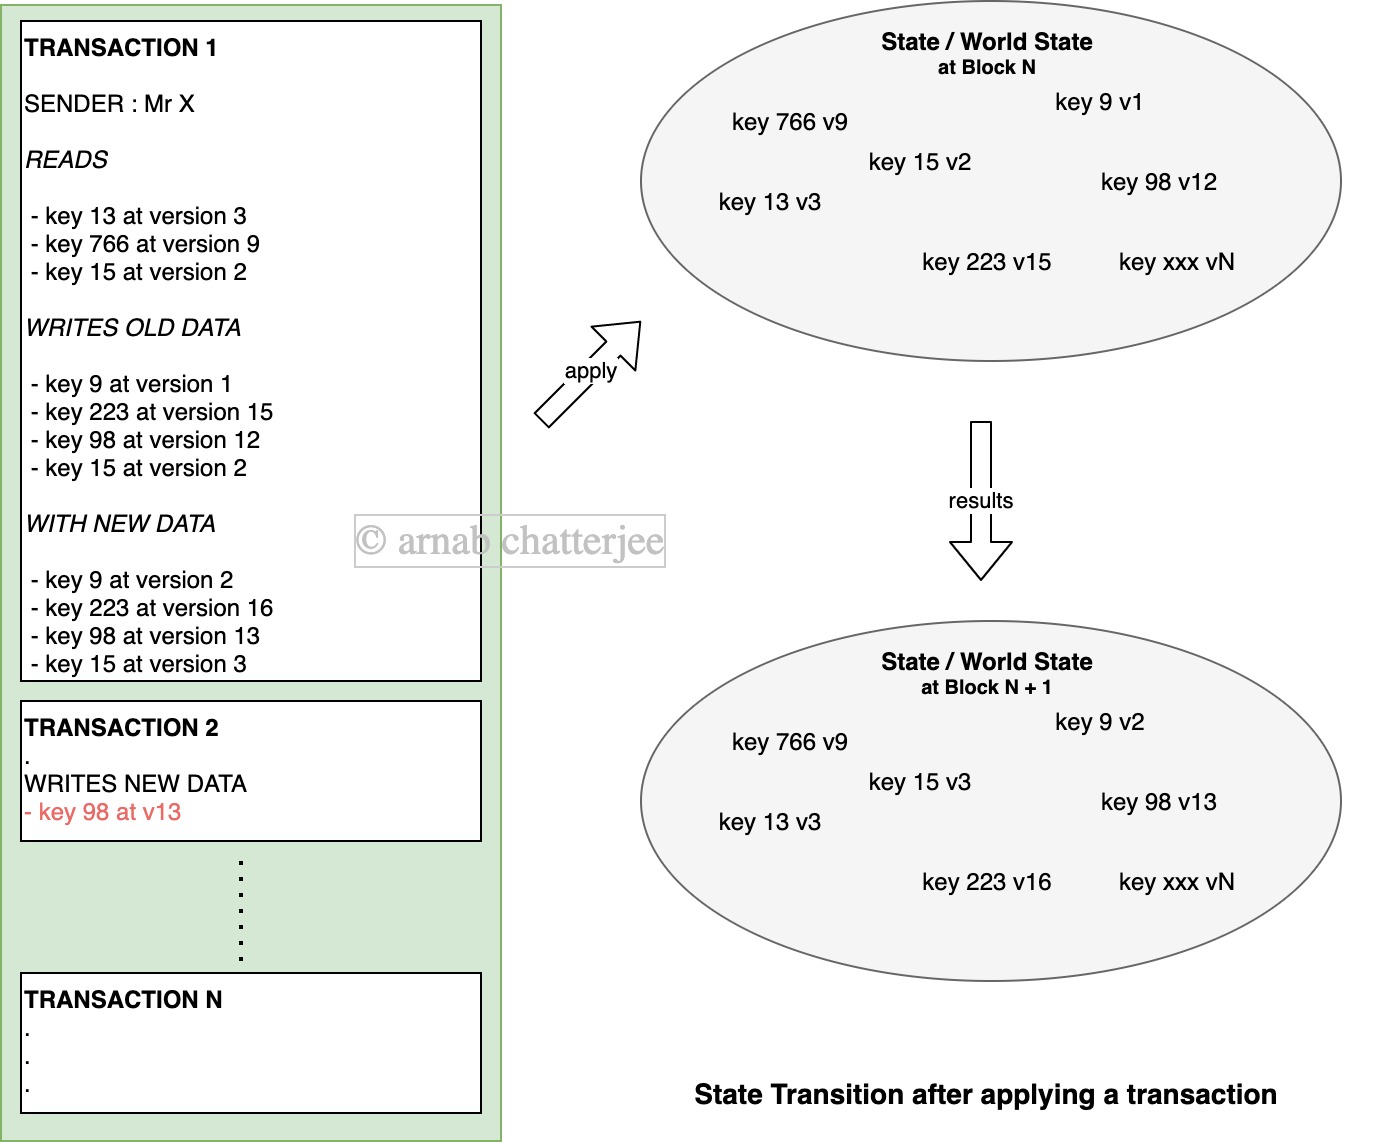 TRANSACTION 1
SENDER : Mr X
READS
- key 13 at version 3
- key 766 at version 9
- key 15 at version 2
WRITES OLD DATA
- key 9 at version 1
- key 223 at version 15
- key 98 at version 12
- key 15 at version 2
WITH NEW DATA
- key 9 at version 2
- key 223 at version 16
- key 98 at version 13
- key 15 at version 3
TRANSACTION 2
.
WRITES NEW DATA
- key 98 at v13
TRANSACTION N
.
.
.
© arnab chatterjee
apply
State / World State
at Block N
key 9 v1
key 766 v9
key 15 v2
key 98 v12
key 13 v3
key 223 v15
key xxx vN
results
State / World State
at Block N + 1
key 9 v2
key 766 v9
key 15 v3
key 98 v13
key 13 v3
key 223 v16
key xxx vN
State Transition after applying a transaction